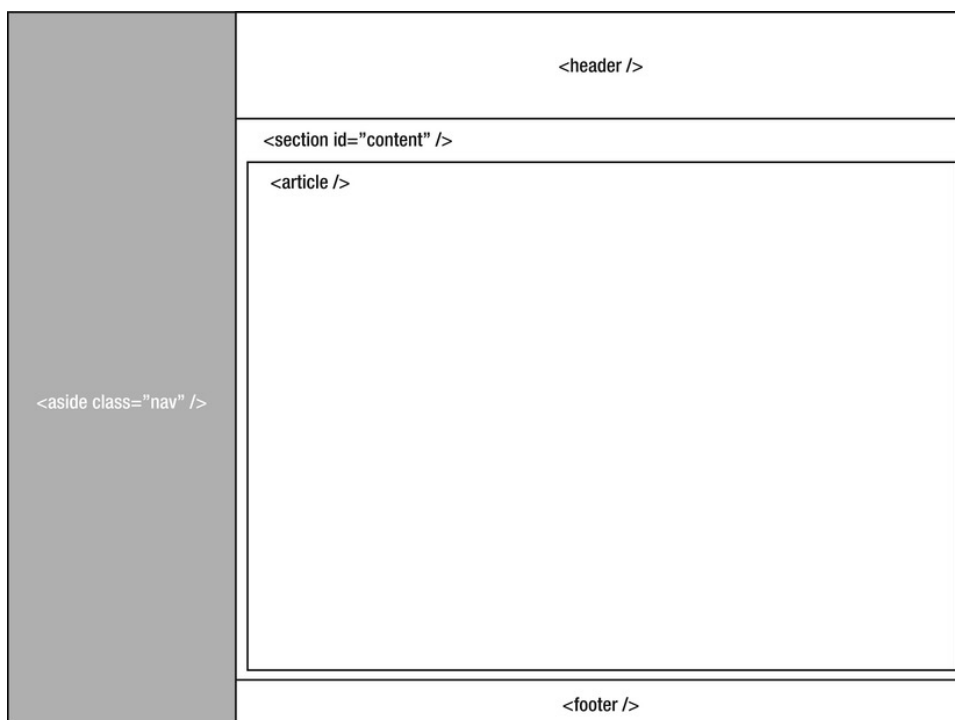 <header />
<section id=”content” />
<article />
<aside class=”nav” />
<footer />